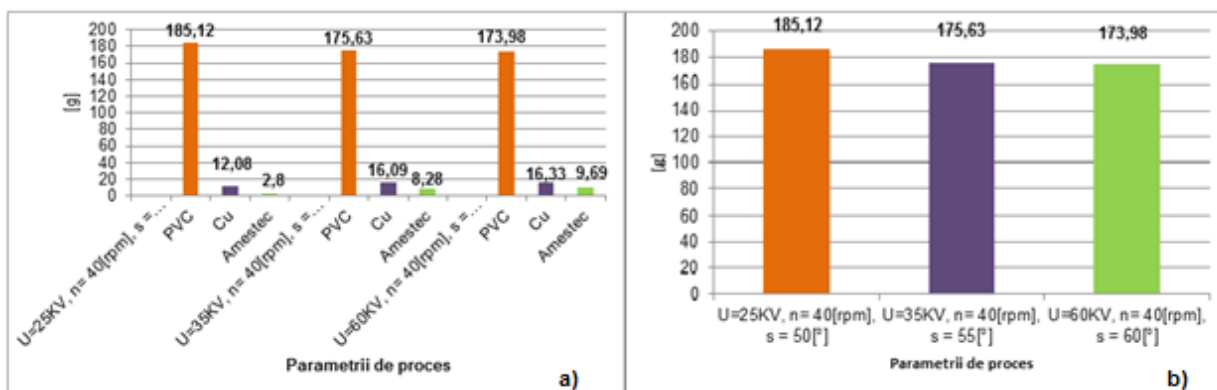 200
180
160
140
120
100
80
60
40
20
0
[g]
185,12
12,08
2,8
175,63
16,09
8,28
173,98
16,33
9,69
U=25KV, n= 40[rpm], s =...
PVC
Cu
Amestec
U=35KV, n= 40[rpm], s =...
PVC
Cu
Amestec
U=60KV, n= 40[rpm], s =...
PVC
Cu
Amestec
Parametrii de proces
a)
200
180
160
140
120
100
80
60
40
20
0
[g]
185,12
175,63
173,98
U=25KV, n= 40[rpm],
s = 50[°]
U=35KV, n= 40[rpm],
s = 55[°]
U=60KV, n= 40[rpm],
s = 60[°]
Parametrii de proces
b)